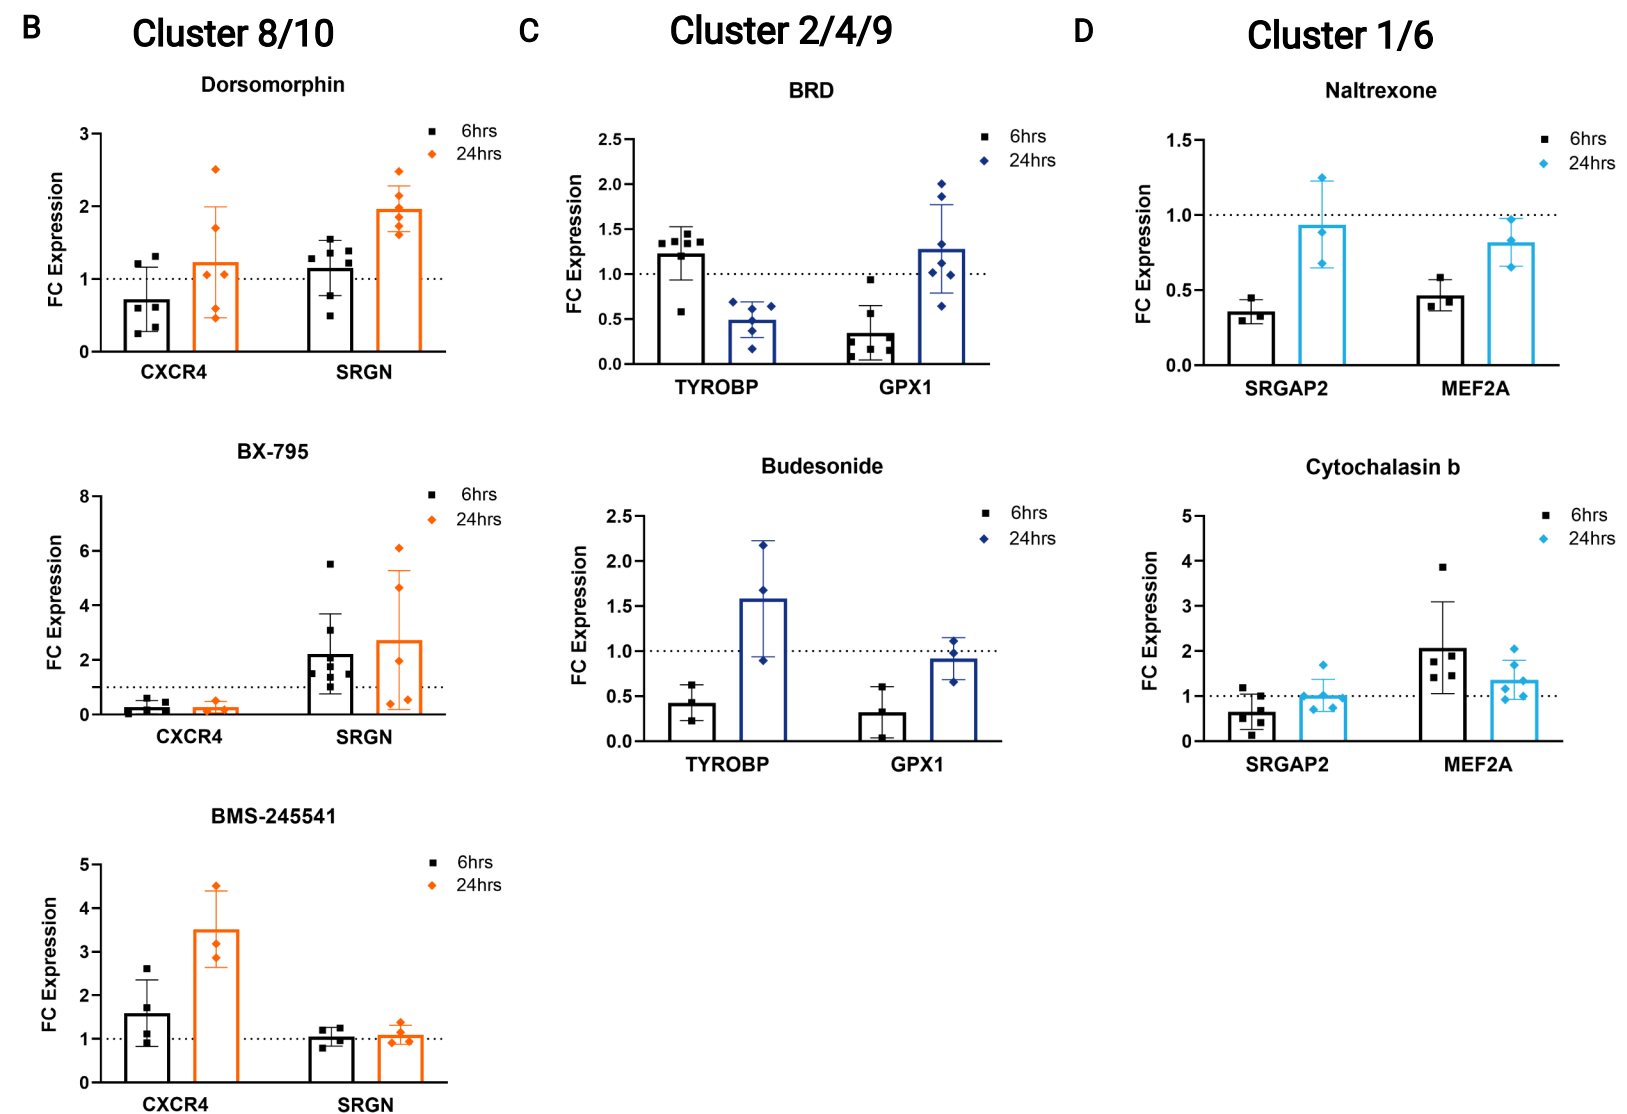 B
Cluster 8/10
Dorsomorphin
6hrs
24hrs
FC Expression
3
2
1
0
CXCR4
SRGN
BX-795
6hrs
24hrs
FC Expression
8
6
4
2
0
CXCR4
SRGN
BMS-245541
6hrs
24hrs
FC Expression
5
4
3
2
1
0
CXCR4
SRGN
C
Cluster 2/4/9
BRD
6hrs
24hrs
FC Expression
2.5
2.0
1.5
1.0
0.5
0.0
TYROBP
GPX1
Budesonide
6hrs
24hrs
FC Expression
2.5
2.0
1.5
1.0
0.5
0.0
TYROBP
GPX1
D
Cluster 1/6
Naltrexone
6hrs
24hrs
FC Expression
1.5
1.0
0.5
0.0
SRGAP2
MEF2A
Cytochalasin b
6hrs
24hrs
FC Expression
5
4
3
2
1
0
SRGAP2
MEF2A